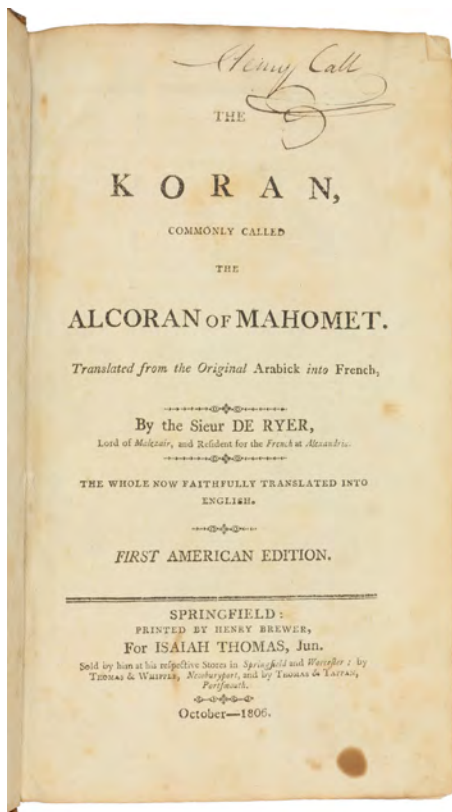 Henry Call
THE
KORAN,
COMMONLY CALLED
THE
ALCORAN OF MAHOMET.
Translated from the Original Arabick into French,
By the Sieur DE RYER,
Lord of Malezair, and Resident for the French at Alexandria.
THE WHOLE NOW FAITHFULLY TRANSLATED INTO
ENGLISH.
FIRST AMERICAN EDITION.
SPRINGFIELD:
PRINTED BY HENRY BREWER,
For ISAIAH THOMAS, Jun.
Sold by him at his respective Stores in Springfield and Worcester; by
THOMAS & WHIPPLE, Newburyport, and by THOMAS & TAPPAN,
Portsmouth.
October—1806.